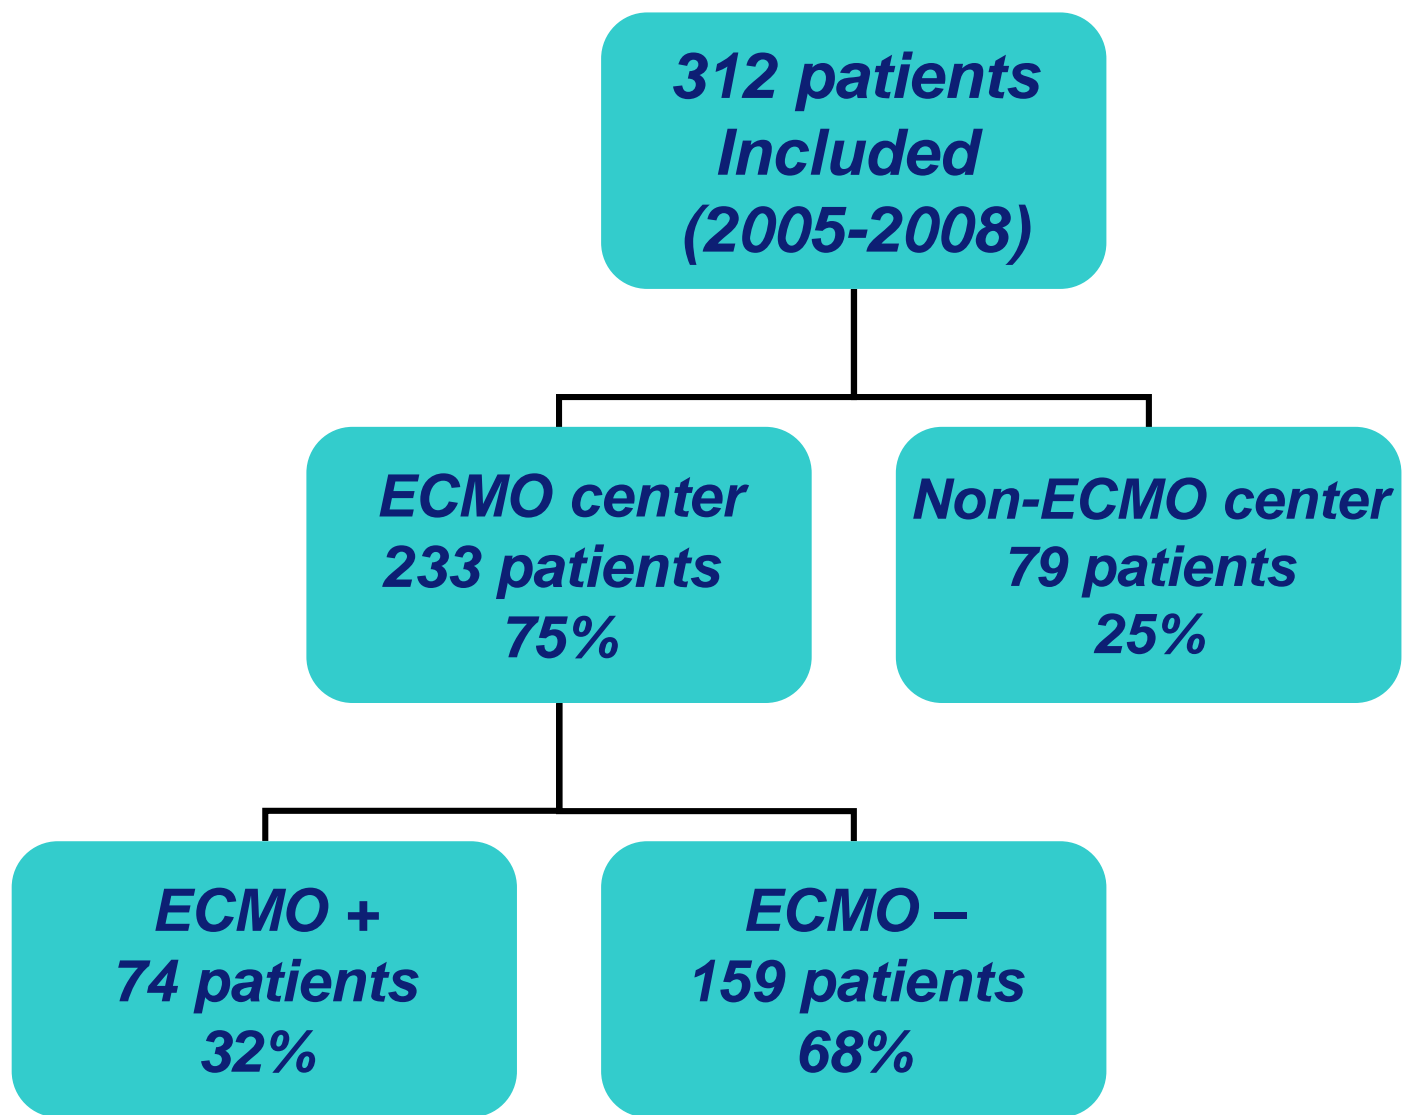 312 patients
Included
(2005-2008)
ECMO center
233 patients
75%
Non-ECMO center
79 patients
25%
ECMO +
74 patients
32%
ECMO –
159 patients
68%